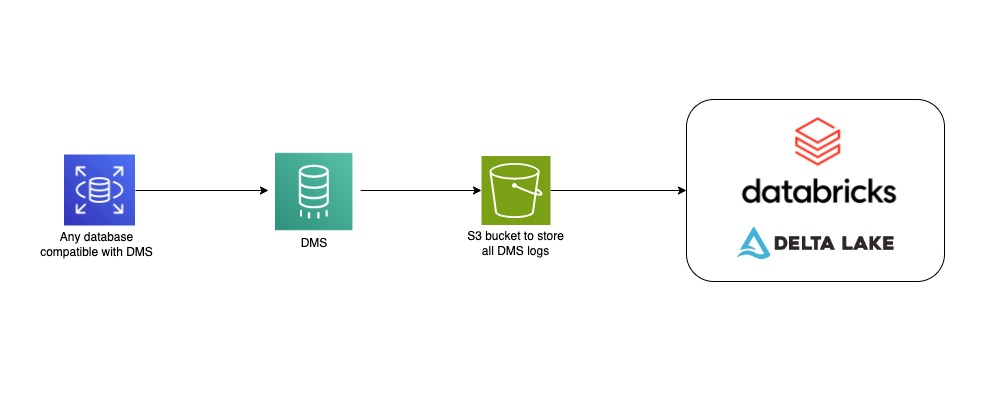 Any database
compatible with DMS
DMS
S3 bucket to store
all DMS logs
databricks
DELTA LAKE